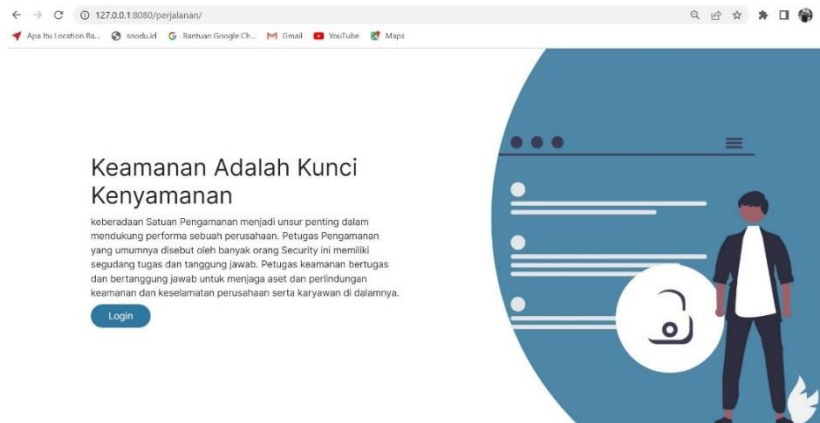 127.0.0.1:8080/perjalanan/
Apa Itu Location Ba... soodu.id Bantuan Google Ch... Gmail YouTube Maps
Keamanan Adalah Kunci
Kenyamanan
keberadaan Satuan Pengamanan menjadi unsur penting dalam
mendukung performa sebuah perusahaan. Petugas Pengamanan
yang umumnya disebut oleh banyak orang Security ini memiliki
segudang tugas dan tanggung jawab. Petugas keamanan bertugas
dan bertanggung jawab untuk menjaga aset dan perlindungan
keamanan dan keselamatan perusahaan serta karyawan di dalamnya.
Login